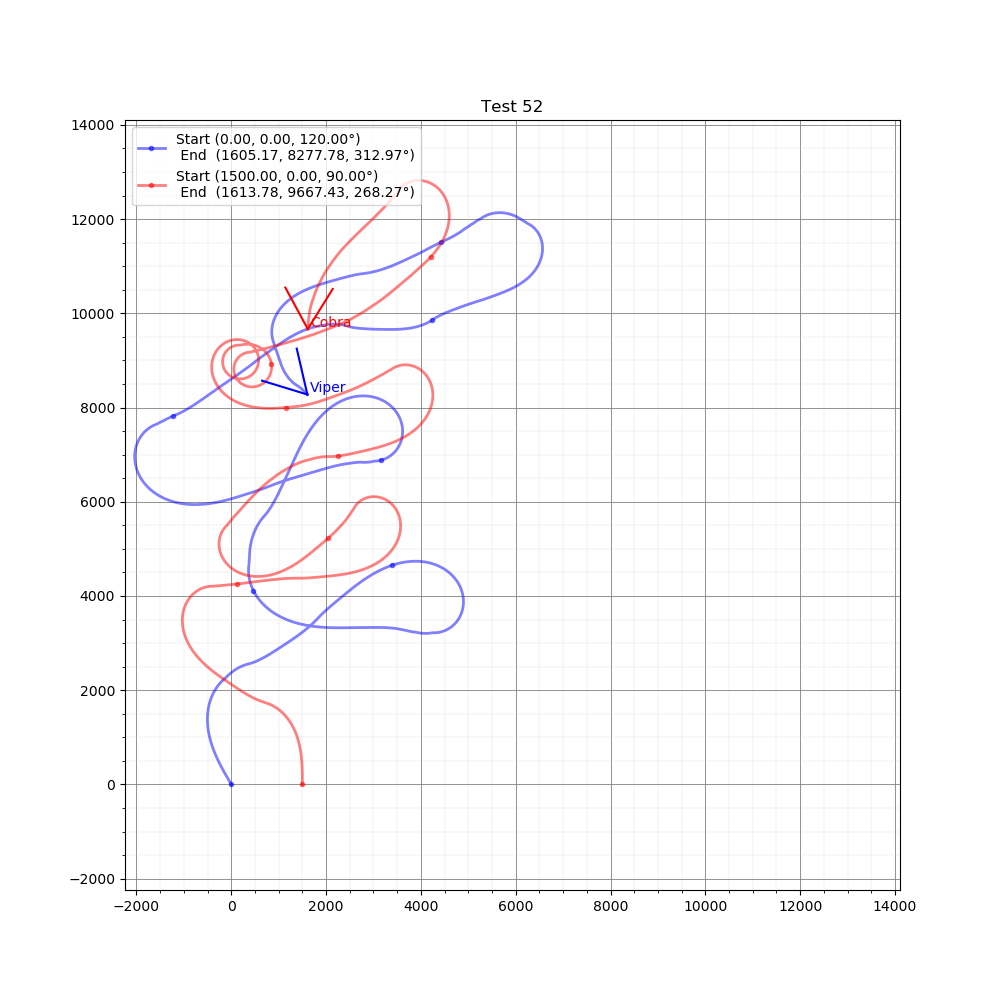 Test 52
Start (0.00, 0.00, 120.00°)
End (1605.17, 8277.78, 312.97°)
Start (1500.00, 0.00, 90.00°)
End (1613.78, 9667.43, 268.27°)
14000
12000
10000
8000
6000
4000
2000
0
−2000
Cobra
Viper
−2000 0 2000 4000 6000 8000 10000 12000 14000